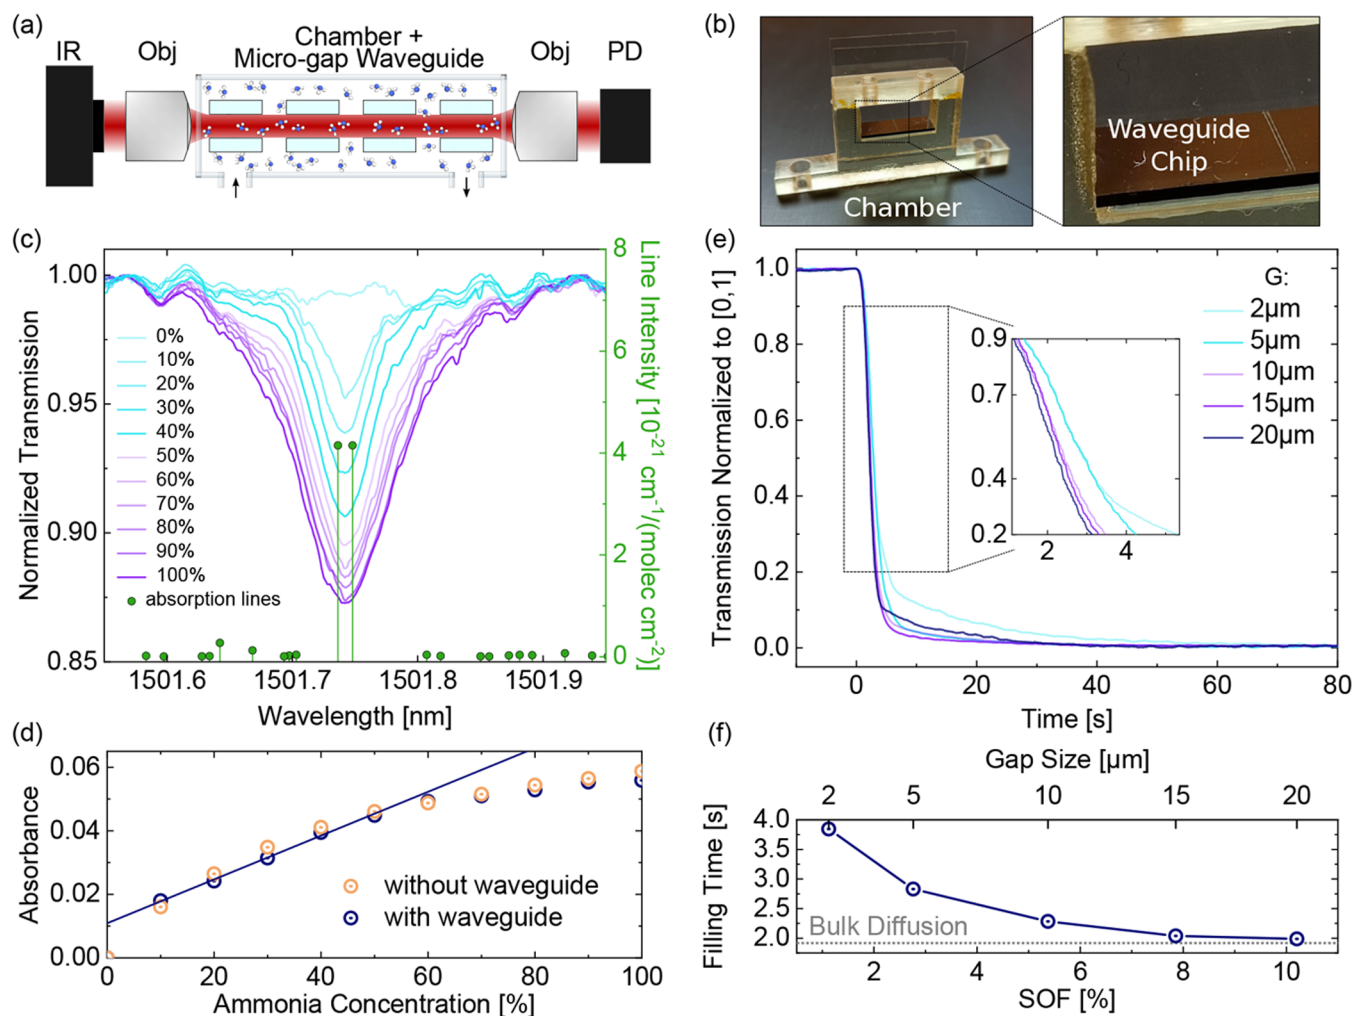 (a)
IR
Obj
Chamber +
Micro-gap Waveguide
Obj
PD
(b)
Chamber
Waveguide
Chip
(c)
Normalized Transmission
1.00
0.95
0.90
0.85
0%
10%
20%
30%
40%
50%
60%
70%
80%
90%
100%
absorption lines
8
6
4
2
0
Line Intensity [10⁻²¹ cm⁻¹/(molec cm⁻²)]
1501.6
1501.7
1501.8
1501.9
Wavelength [nm]
(d)
Absorbance
0.06
0.04
0.02
0.00
without waveguide
with waveguide
0
20
40
60
80
100
Ammonia Concentration [%]
(e)
Transmission Normalized to [0,1]
1.0
0.8
0.6
0.4
0.2
0.0
G:
2µm
5µm
10µm
15µm
20µm
0.9
0.7
0.4
0.2
2
4
0
20
40
60
80
Time [s]
(f)
Gap Size [µm]
2
5
10
15
20
Filling Time [s]
4.0
3.5
3.0
2.5
2.0
Bulk Diffusion
2
4
6
8
10
SOF [%]